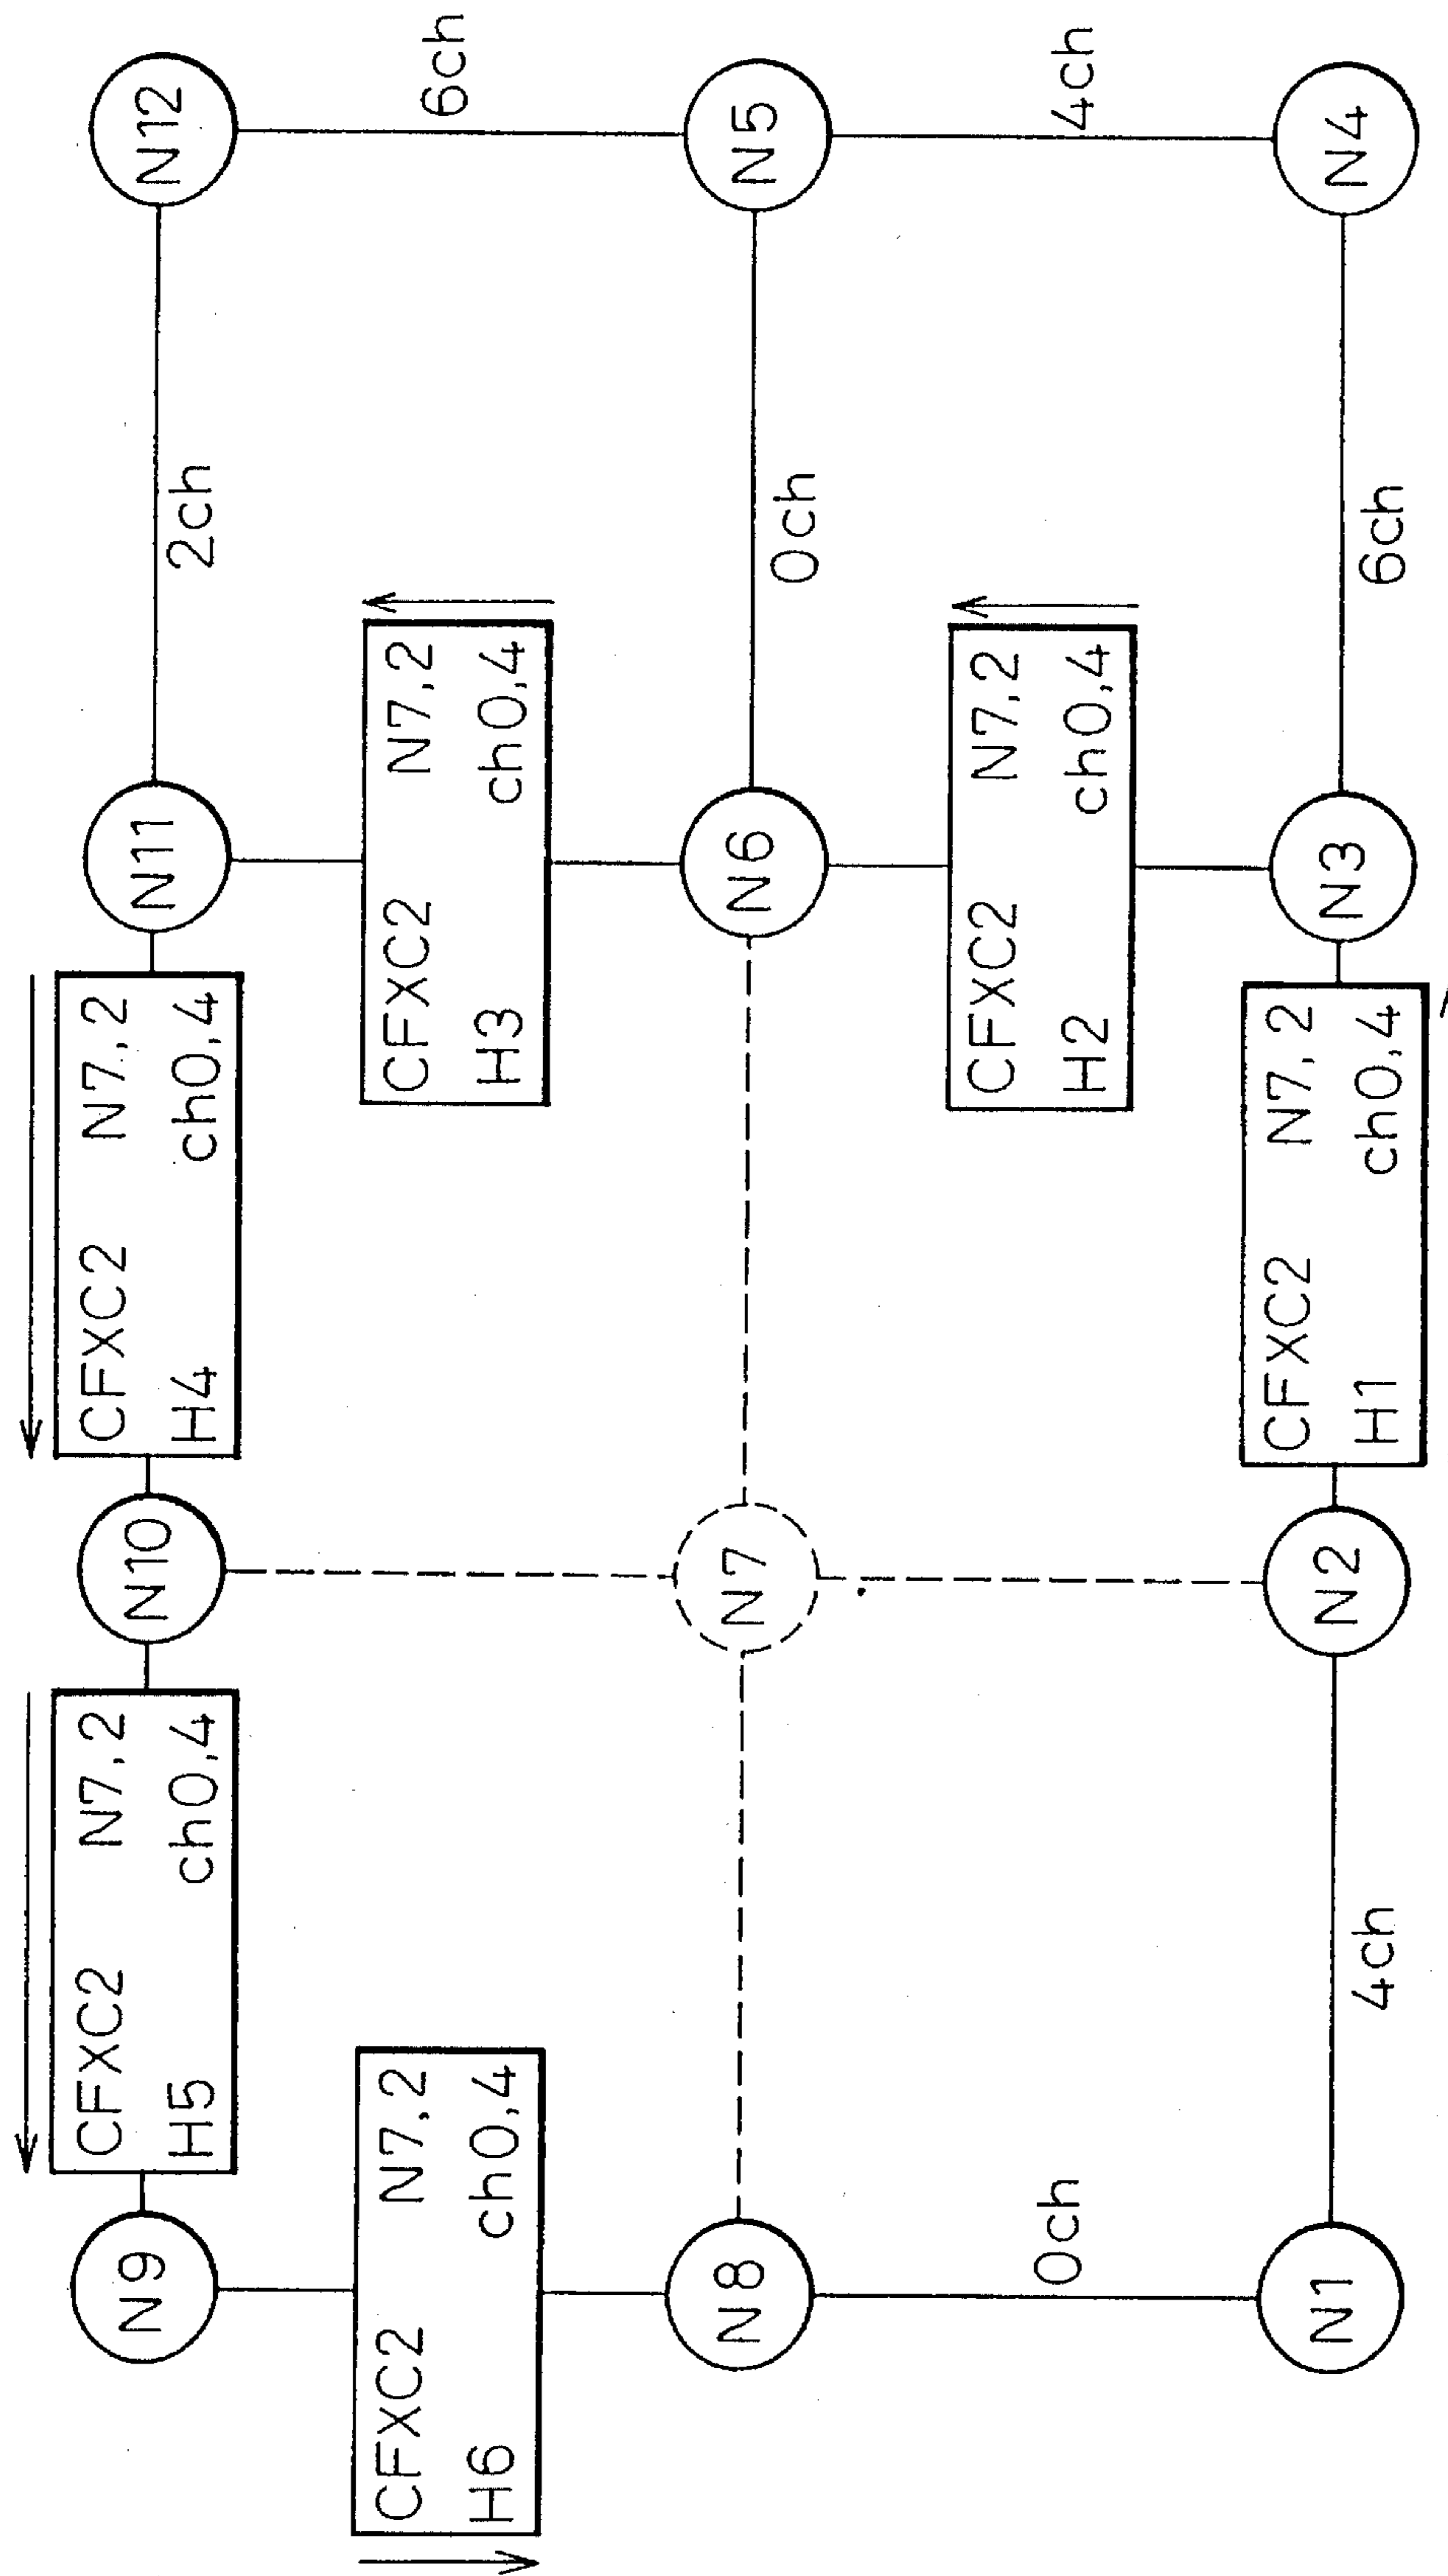 N9
CFXC2 N7,2
H5 ch0,4
N10
CFXC2 N7,2
H4 ch0,4
N11
2ch
N12
CFXC2 N7,2
H6 ch0,4
CFXC2 N7,2
H3 ch0,4
6ch
N8
N7
N6
0ch
N5
0ch
CFXC2 N7,2
H2 ch0,4
4ch
N1
4ch
N2
CFXC2 N7,2
H1 ch0,4
N3
6ch
N4